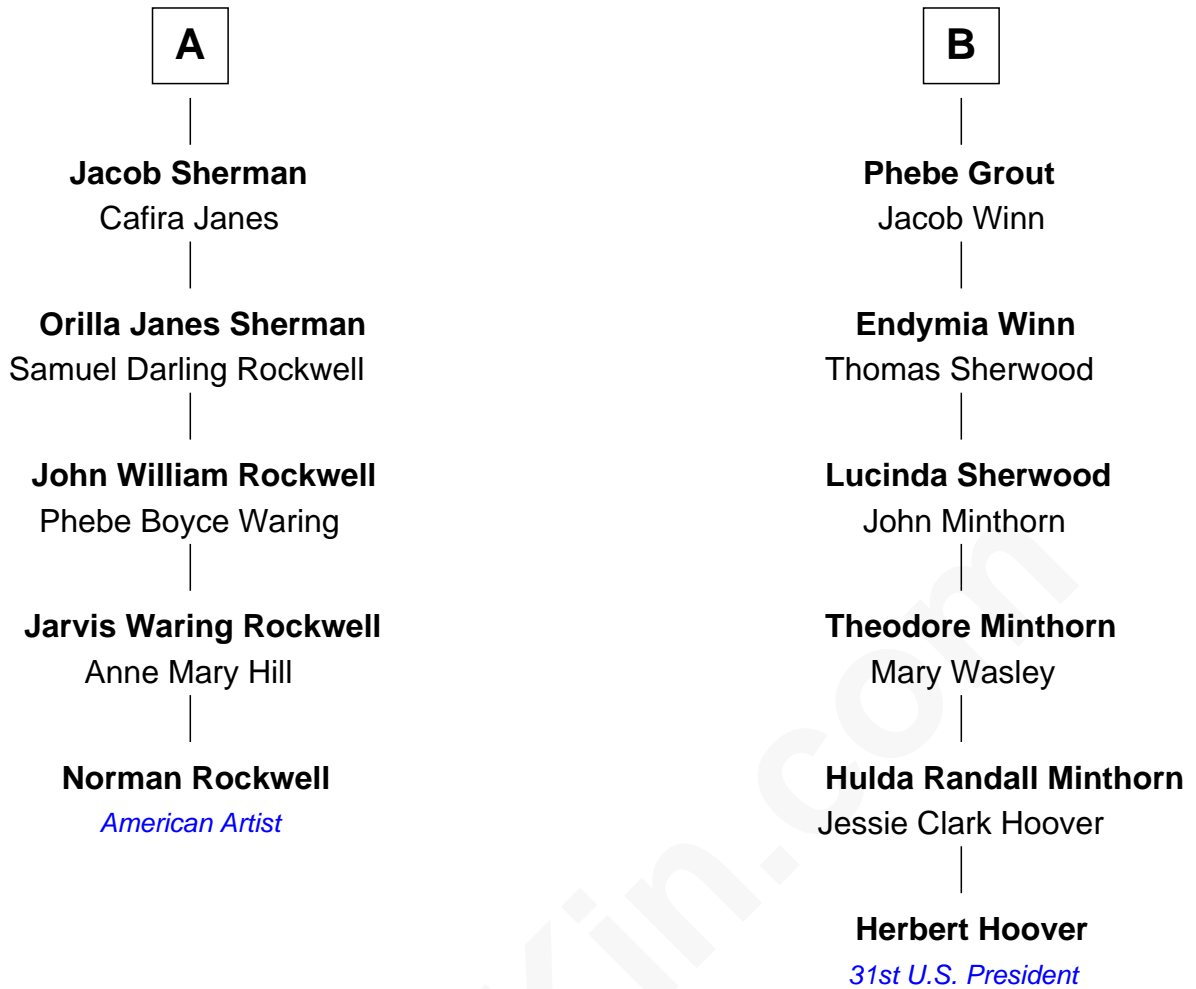 A
Jacob Sherman
Cafira Janes
Orilla Janes Sherman
Samuel Darling Rockwell
John William Rockwell
Phebe Boyce Waring
Jarvis Waring Rockwell
Anne Mary Hill
Norman Rockwell
American Artist
B
Phebe Grout
Jacob Winn
Endymia Winn
Thomas Sherwood
Lucinda Sherwood
John Minthorn
Theodore Minthorn
Mary Wasley
Hulda Randall Minthorn
Jessie Clark Hoover
Herbert Hoover
31st U.S. President
Kin.com